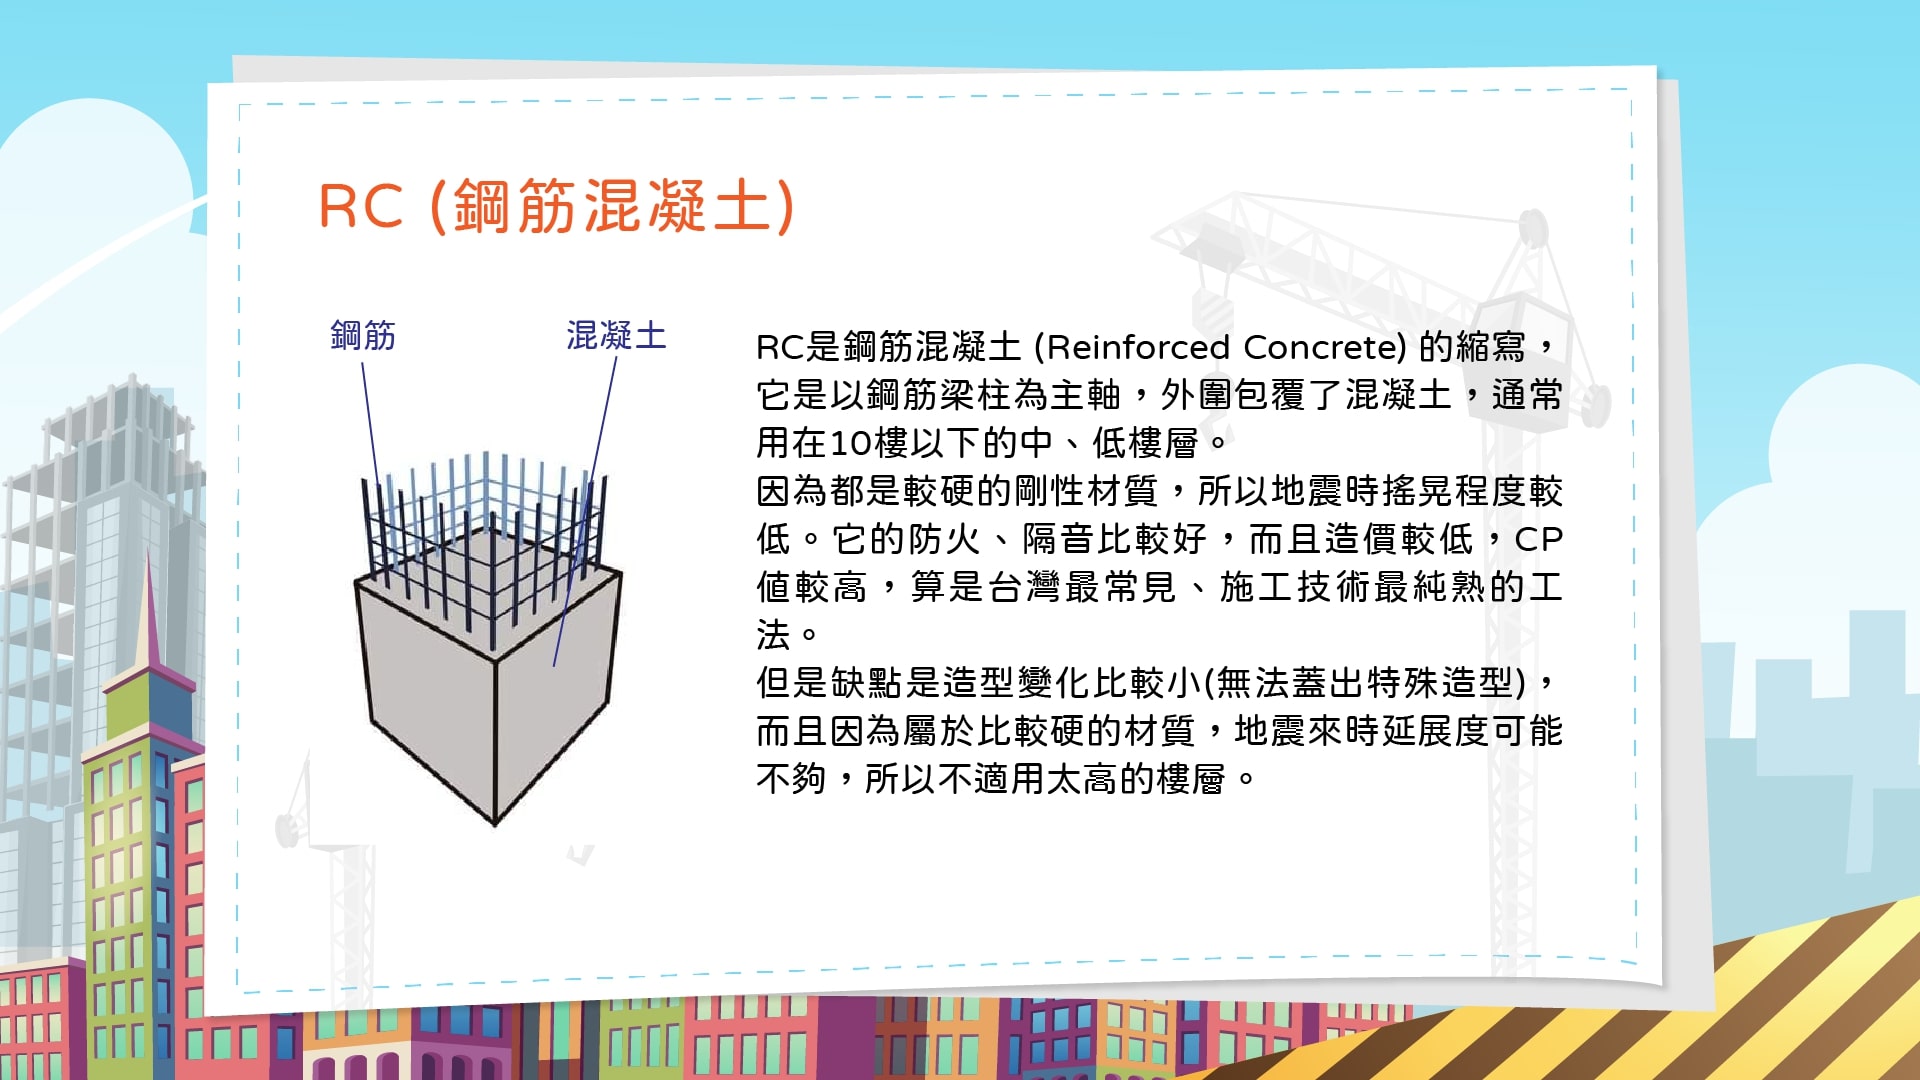 RC (鋼筋混凝土)
鋼筋
混凝土
RC是鋼筋混凝土 (Reinforced Concrete) 的縮寫，
它是以鋼筋梁柱為主軸，外圍包覆了混凝土，通常
用在10樓以下的中、低樓層。
因為都是較硬的剛性材質，所以地震時搖晃程度較
低。它的防火、隔音比較好，而且造價較低，CP
值較高，算是台灣最常見、施工技術最純熟的工
法。
但是缺點是造型變化比較小(無法蓋出特殊造型)，
而且因為屬於比較硬的材質，地震來時延展度可能
不夠，所以不適用太高的樓層。